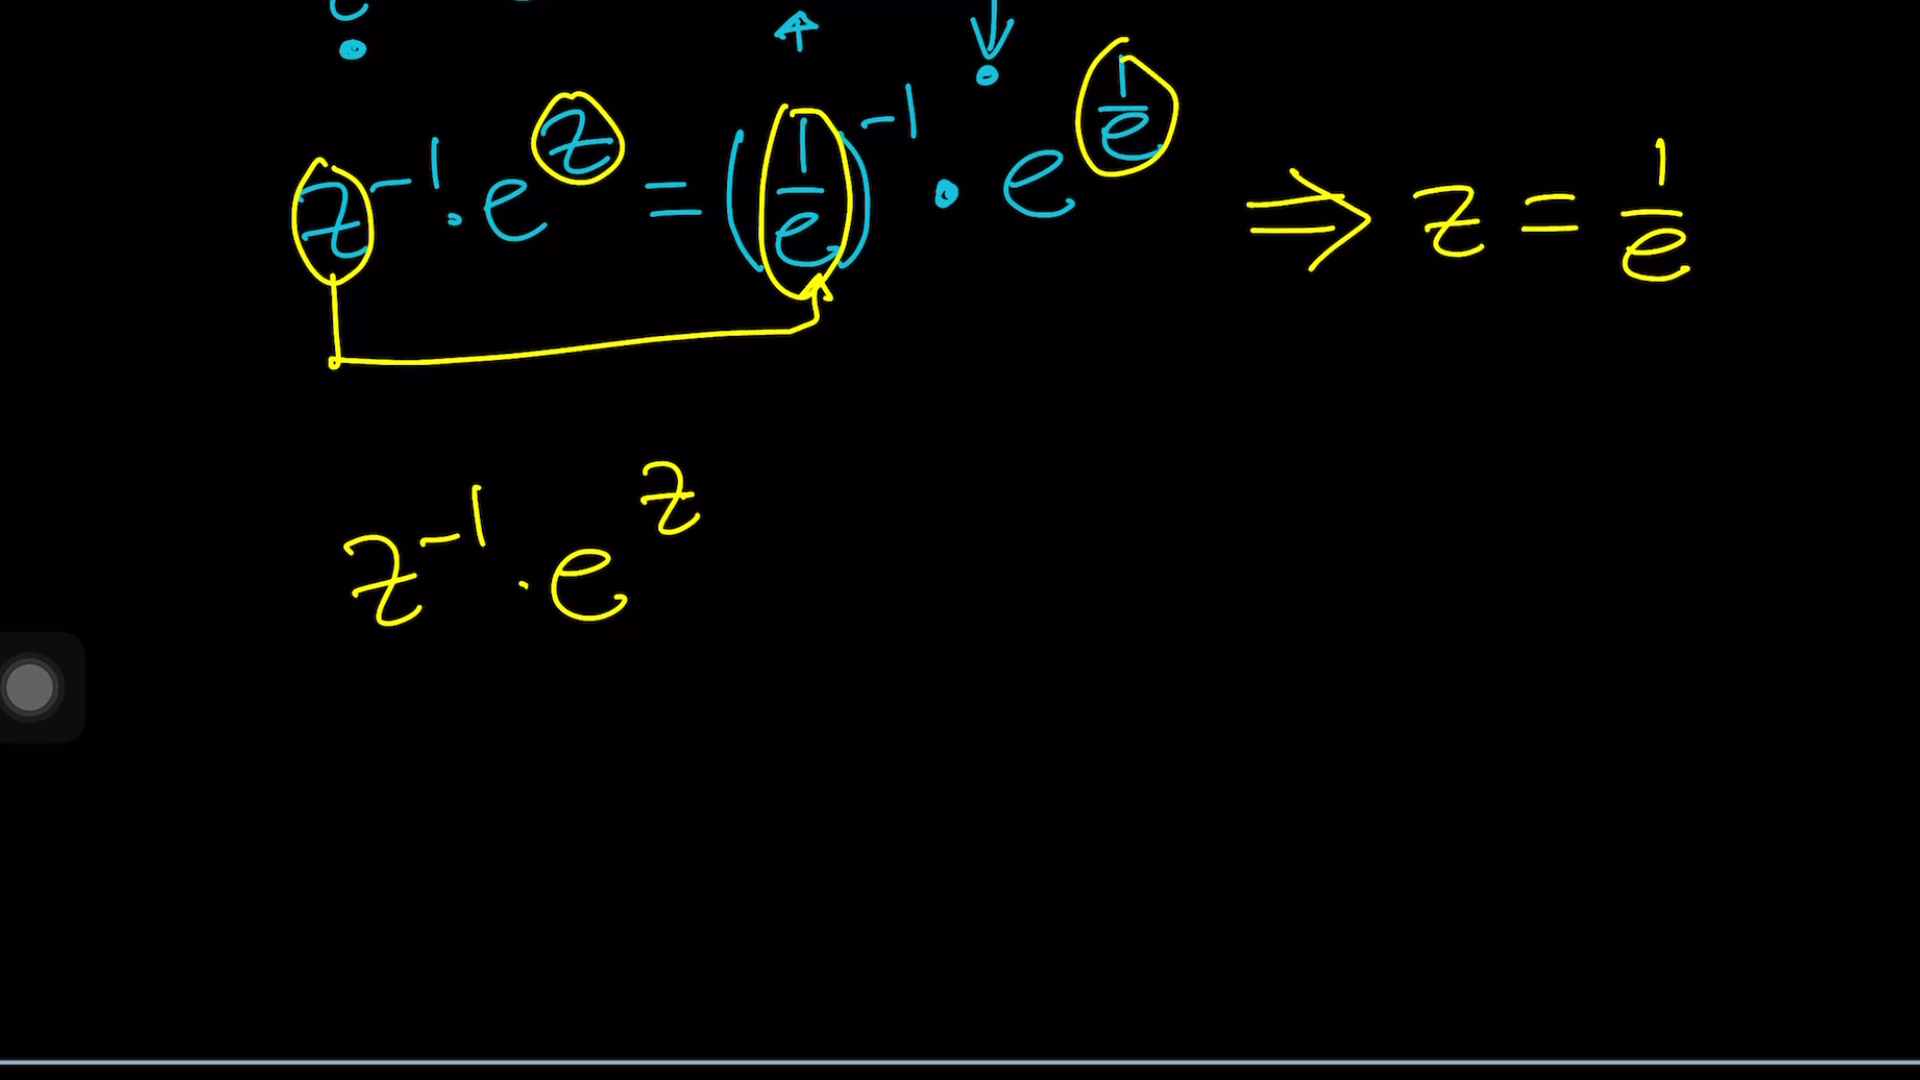 z⁻¹ · e^z = (1/e)⁻¹ · e^(1/e) ⇒ z = 1/e
z⁻¹ · e^z